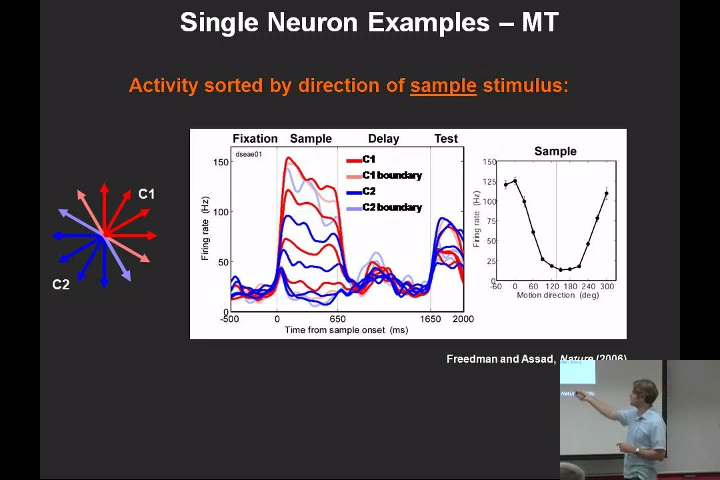 Single Neuron Examples – MT
Activity sorted by direction of sample stimulus:
C1
C2
Fixation Sample Delay Test
dseae01
C1
C1 boundary
C2
C2 boundary
Firing rate (Hz)
150
100
50
0
-500 0 650 1650 2000
Time from sample onset (ms)
Sample
Firing rate (Hz)
150
125
100
75
50
25
0
-60 0 60 120 180 240 300
Motion direction (deg)
Freedman and Assad, Nature (2006)